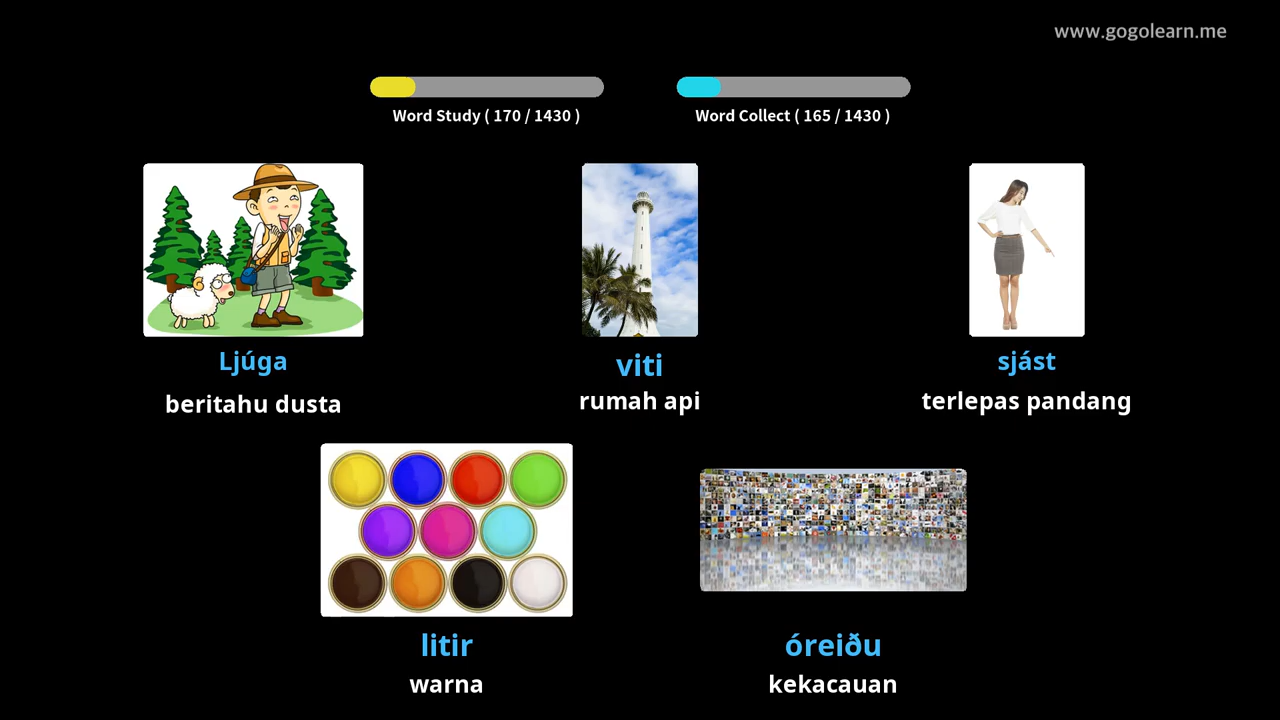 www.gogolearn.me
Word Study ( 170 / 1430 )
Word Collect ( 165 / 1430 )
Ljúga
beritahu dusta
viti
rumah api
sjást
terlepas pandang
litir
warna
óreiðu
kekacauan